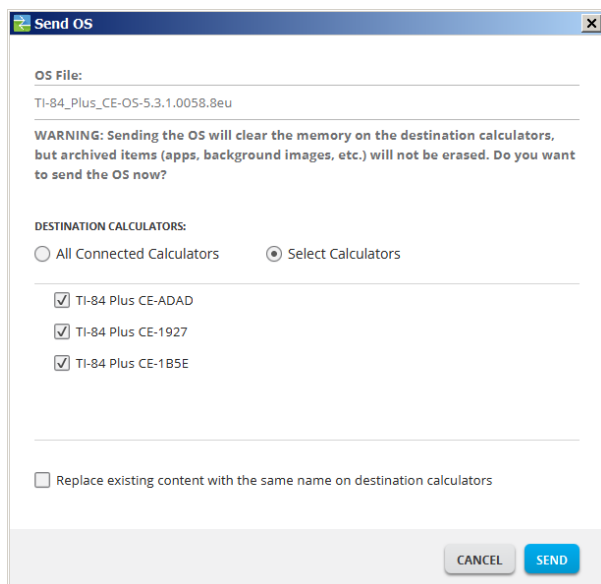 Send OS
OS File:
TI-84_Plus_CE-OS-5.3.1.0058.8eu
WARNING: Sending the OS will clear the memory on the destination calculators,
but archived items (apps, background images, etc.) will not be erased. Do you want
to send the OS now?
DESTINATION CALCULATORS:
All Connected Calculators Select Calculators
TI-84 Plus CE-ADAD
TI-84 Plus CE-1927
TI-84 Plus CE-1B5E
Replace existing content with the same name on destination calculators
CANCEL SEND